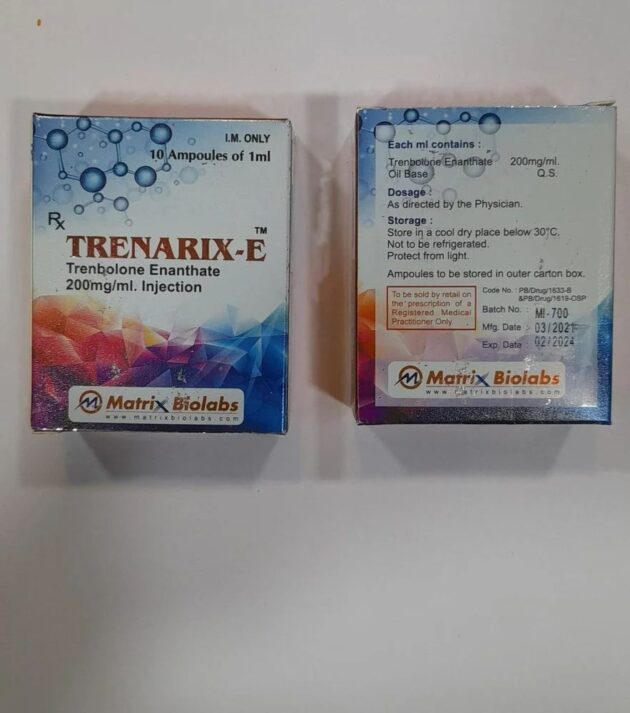 I.M. ONLY
10 Ampoules of 1ml
Rx
TRENARIX-E™
Trenbolone Enanthate
200mg/ml. Injection
Matrix Biolabs
www.matrixbiolabs.com
Each ml contains :
Trenbolone Enanthate 200mg/ml.
Oil Base Q.S.
Dosage :
As directed by the Physician.
Storage :
Store in a cool dry place below 30°C.
Not to be refrigerated.
Protect from light.
Ampoules to be stored in outer carton box.
To be sold by retail on
the prescription of a
Registered Medical
Practitioner Only
Code No. : PB/Drug/1633-B
&PB/Drug/1619-OSP
Batch No. : MI-700
Mfg. Date : 03/2021
Exp. Date : 02/2024
Matrix Biolabs
www.matrixbiolabs.com